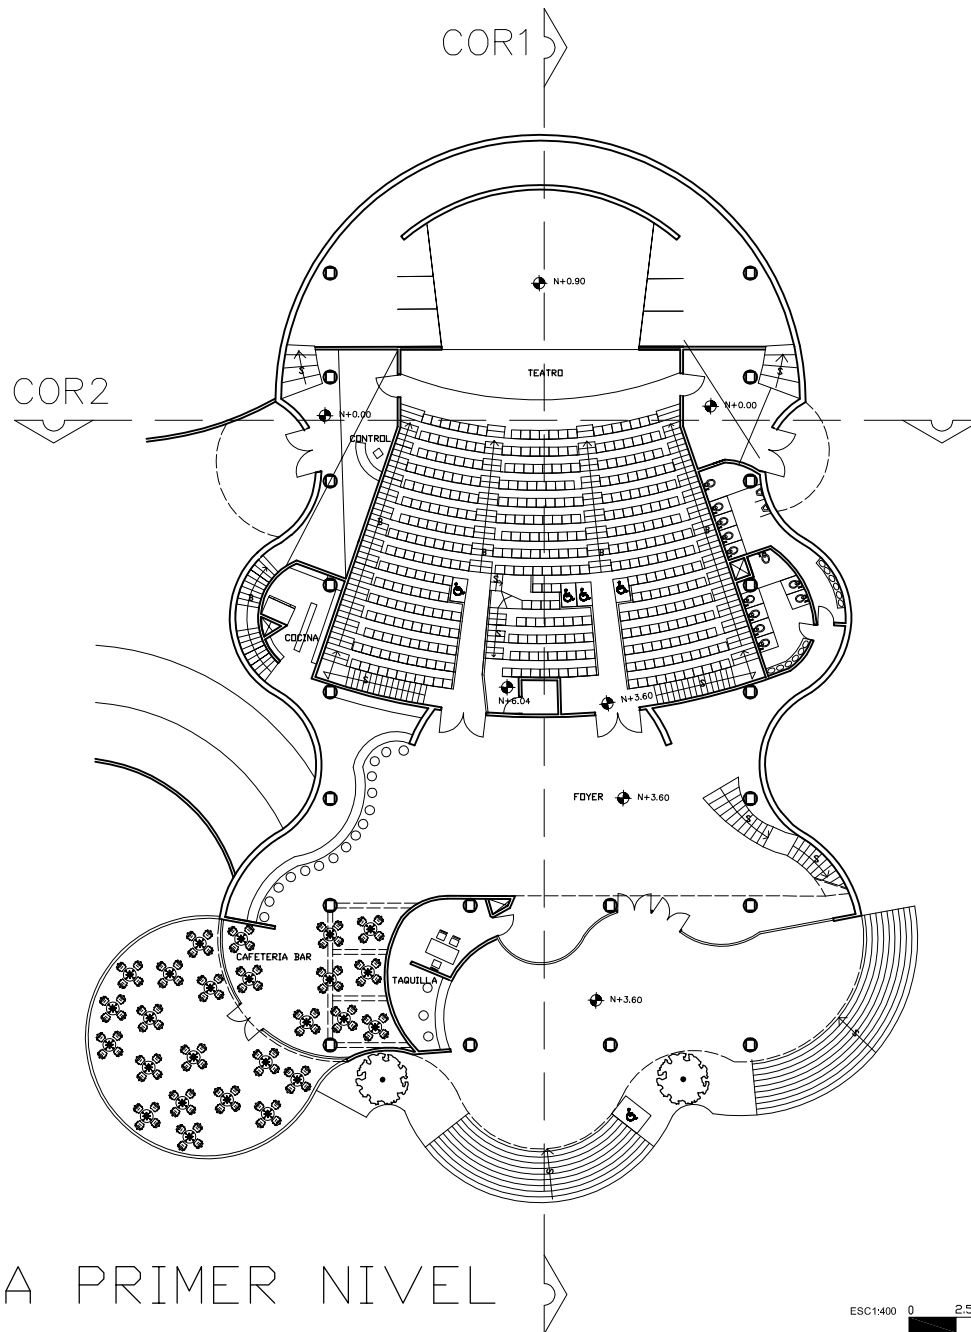 COR1
N+0.90
TEATRO
S
S
COR2
N+0.00
N+0.00
CONTROL
B
B
B
B
S
B
COCINA
S
S
N+6.04
N+3.60
FOYER
N+3.60
S
S
CAFETERIA BAR
TAQUILLA
N+3.60
S
S
A PRIMER NIVEL
ESC1:400 0 2.5